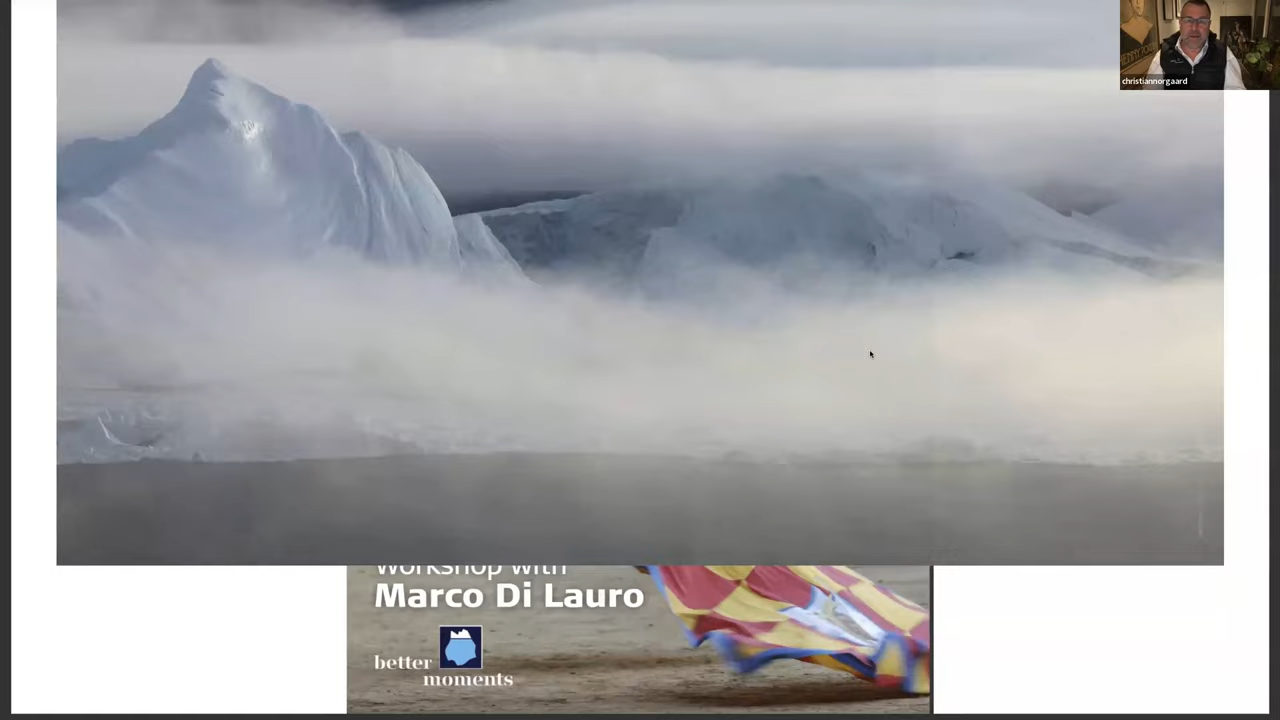 christiannorgaard
Workshop with
Marco Di Lauro
better
moments